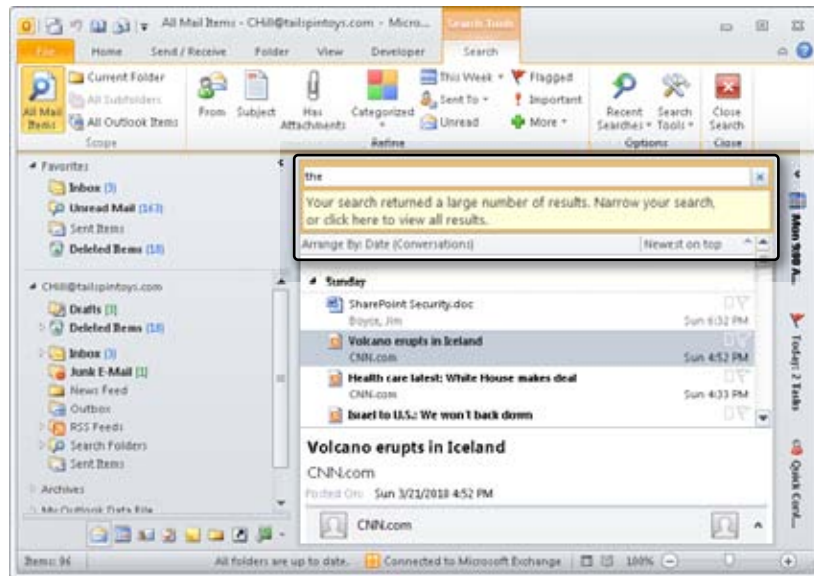 All Mail Items - CHill@tailspintoys.com - Micro... Search Tools
File Home Send / Receive Folder View Developer Search
All Mail Items
Current Folder
All Subfolders
All Outlook Items
Scope
From
Subject
Has Attachments
Categorized
This Week
Sent To
Unread
Flagged
Important
More
Refine
Recent Searches
Search Tools
Options
Close Search
Close
Favorites
Inbox (3)
Unread Mail (167)
Sent Items
Deleted Items (18)
CHill@tailspintoys.com
Drafts [1]
Deleted Items (18)
Inbox (3)
Junk E-Mail [1]
News Feed
Outbox
RSS Feeds
Search Folders
Sent Items
Archives
My Outlook Data File
the
Your search returned a large number of results. Narrow your search,
or click here to view all results.
Arrange By: Date (Conversations) Newest on top
Sunday
SharePoint Security.doc
Boyce, Jim Sun 6:32 PM
Volcano erupts in Iceland
CNN.com Sun 4:52 PM
Health care latest: White House makes deal
CNN.com Sun 4:33 PM
Israel to U.S.: We won't back down
Volcano erupts in Iceland
CNN.com
Posted On: Sun 3/21/2010 4:52 PM
CNN.com
Mon 9:00 A...
Today: 2 Tasks
Quick Cont...
Items: 96 All folders are up to date. Connected to Microsoft Exchange 100%